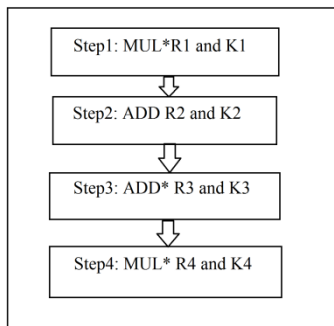 Step1: MUL*R1 and K1
Step2: ADD R2 and K2
Step3: ADD* R3 and K3
Step4: MUL* R4 and K4